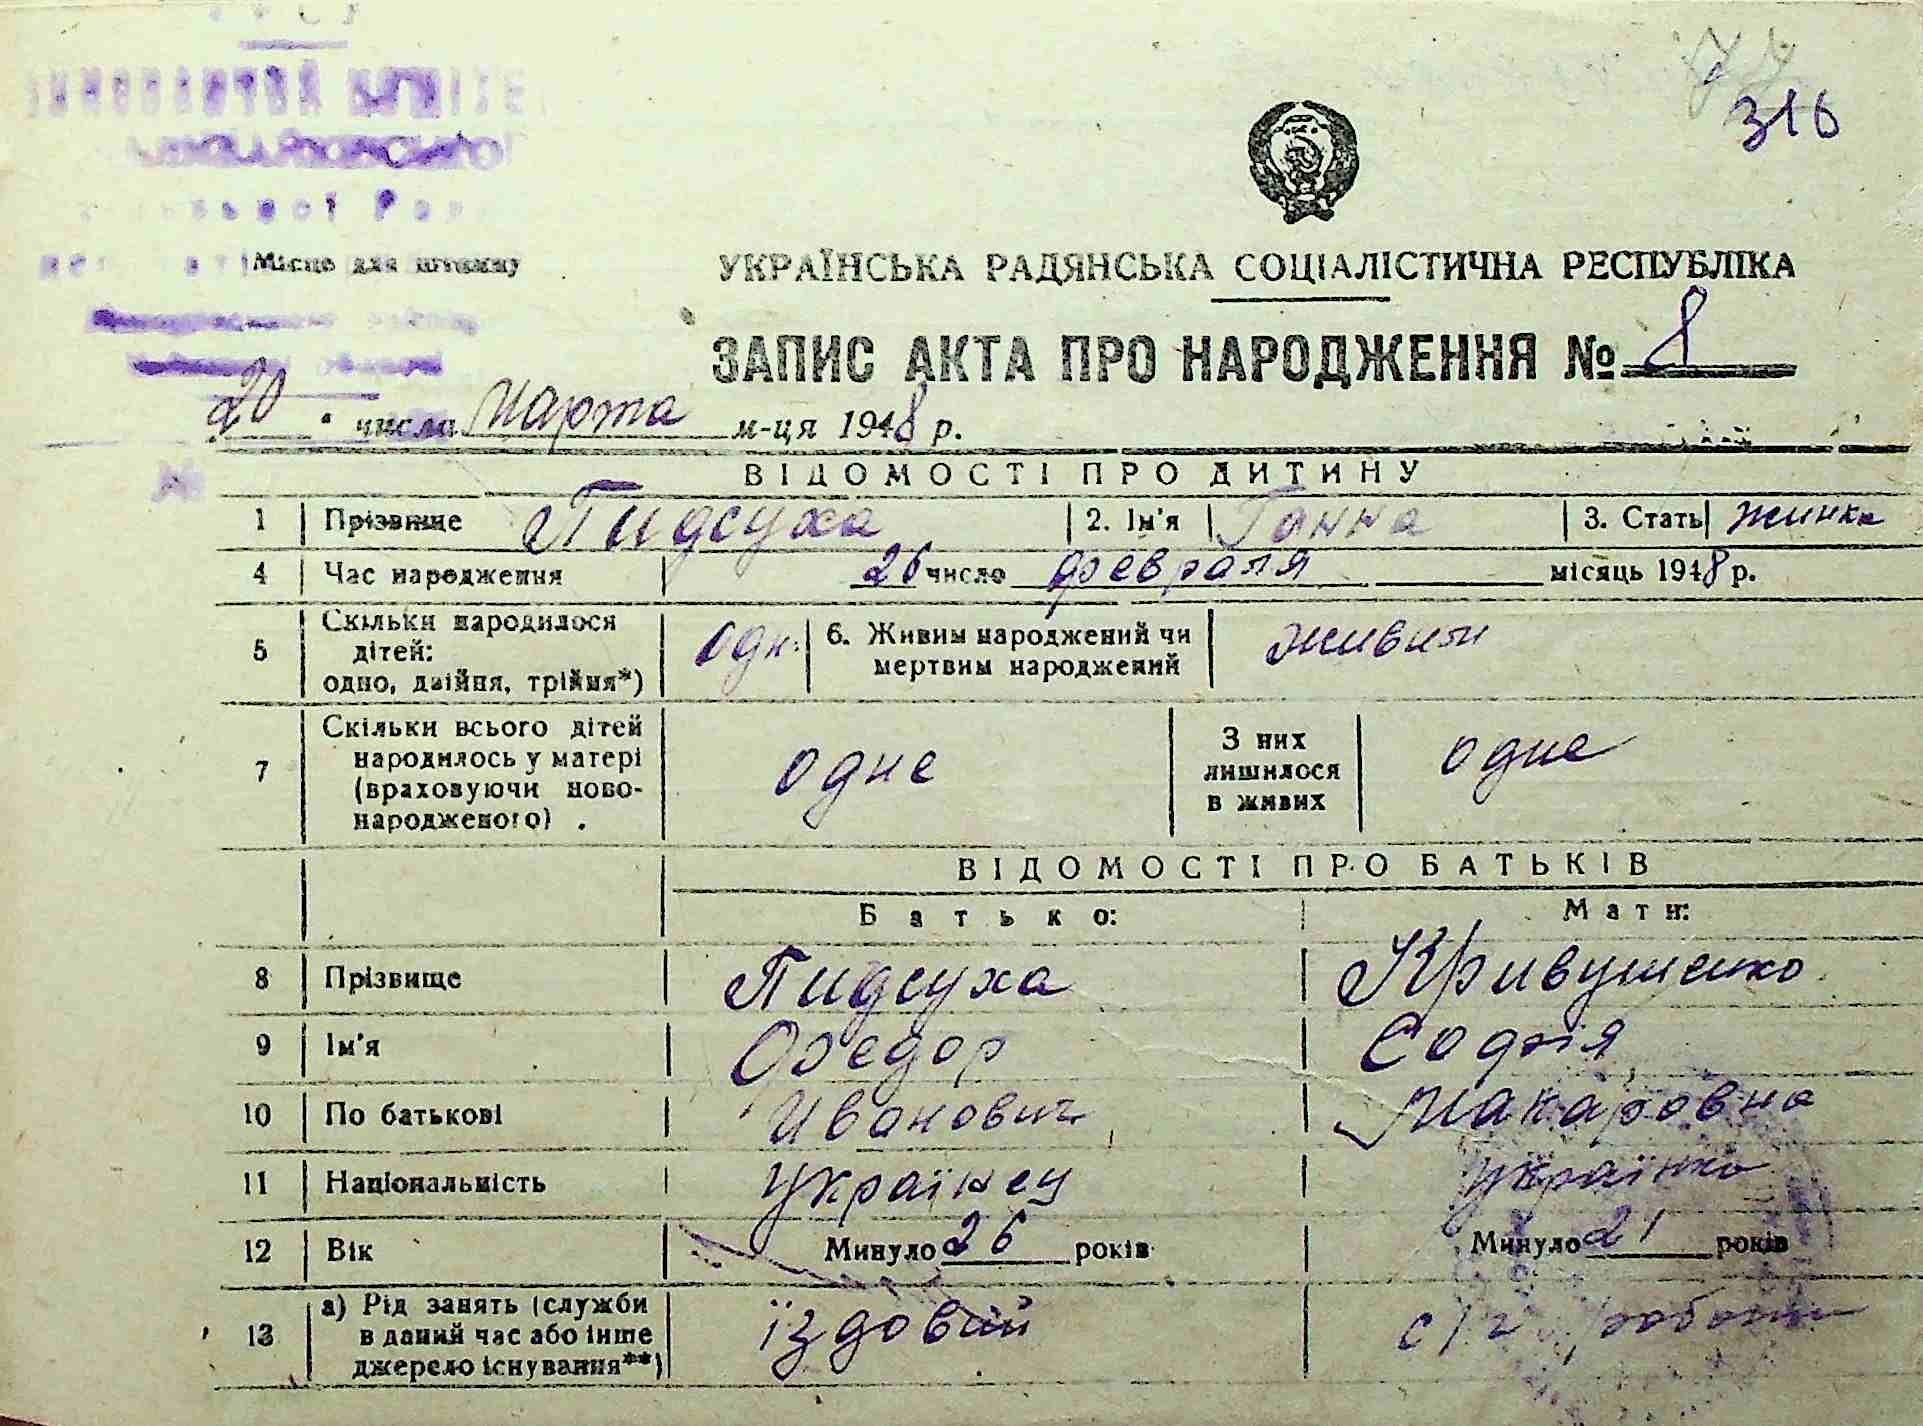 316
Місце для штампу
УКРАЇНСЬКА РАДЯНСЬКА СОЦІАЛІСТИЧНА РЕСПУБЛІКА
ЗАПИС АКТА ПРО НАРОДЖЕННЯ № 8
20 " числа Марта м-ця 1948 р.
ВІДОМОСТІ ПРО ДИТИНУ
1 Прізвище Пидсуха 2. Ім'я Ганна 3. Стать жинка
4 Час народження 26 число февраля місяць 1948 р.
5 Скільки народилося дітей: одно, двійня, трійня*) одн. 6. Живим народжений чи мертвим народжений живим
7 Скільки всього дітей народилось у матері (враховуючи новонародженого) . одне З них лишилося в живих одне
ВІДОМОСТІ ПРО БАТЬКІВ
Батько: Мати:
8 Прізвище Пидсуха Кривушенко
9 Ім'я Федор Софія
10 По батькові Иванович Макаровна
11 Національність Українец Українка
12 Вік Минуло 26 років Минуло 21 років
13 а) Рід занять (служби в даний час або інше джерело існування**) їздовий с/г